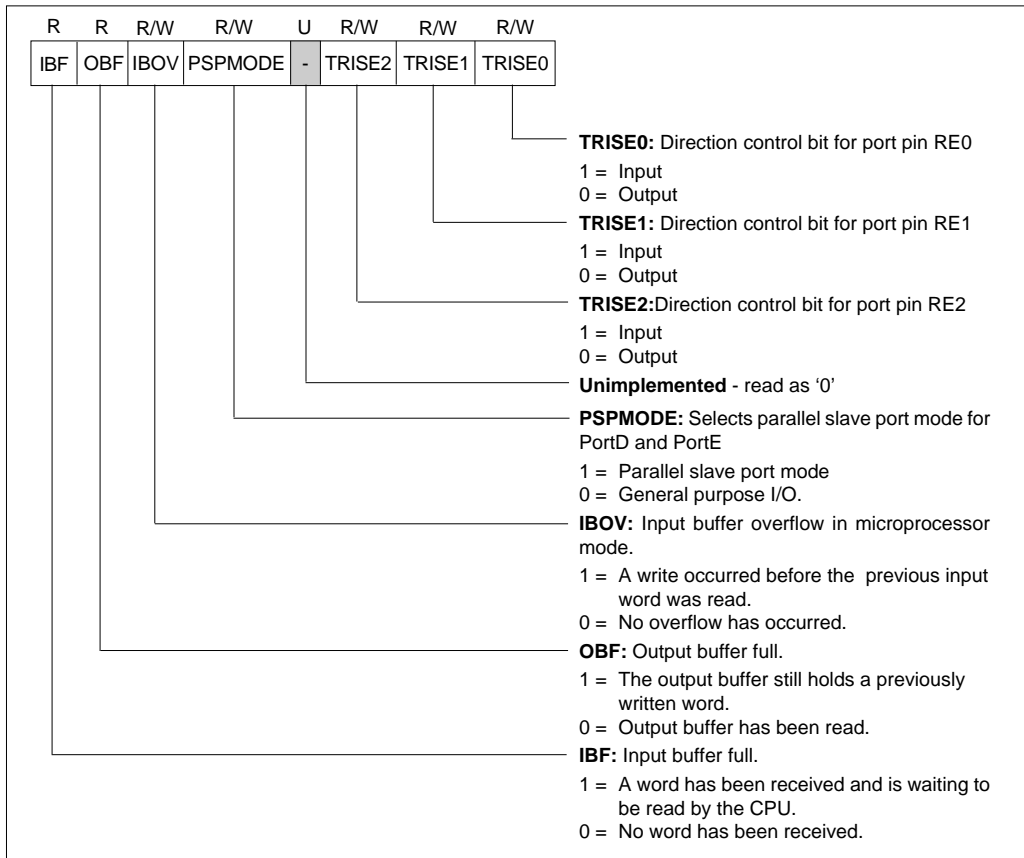 R R R/W R/W U R/W R/W R/W
IBF OBF IBOV PSPMODE - TRISE2 TRISE1 TRISE0
TRISE0: Direction control bit for port pin RE0
1 = Input
0 = Output
TRISE1: Direction control bit for port pin RE1
1 = Input
0 = Output
TRISE2:Direction control bit for port pin RE2
1 = Input
0 = Output
Unimplemented - read as ‘0’
PSPMODE: Selects parallel slave port mode for
PortD and PortE
1 = Parallel slave port mode
0 = General purpose I/O.
IBOV: Input buffer overflow in microprocessor
mode.
1 = A write occurred before the previous input
word was read.
0 = No overflow has occurred.
OBF: Output buffer full.
1 = The output buffer still holds a previously
written word.
0 = Output buffer has been read.
IBF: Input buffer full.
1 = A word has been received and is waiting to
be read by the CPU.
0 = No word has been received.